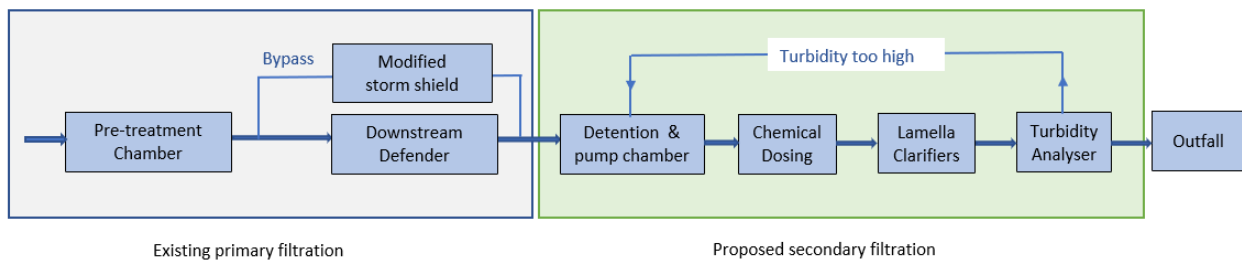 Bypass
Modified
storm shield
Turbidity too high
Pre-treatment
Chamber
Downstream
Defender
Detention & 
pump chamber
Chemical
Dosing
Lamella
Clarifiers
Turbidity
Analyser
Outfall
Existing primary filtration
Proposed secondary filtration